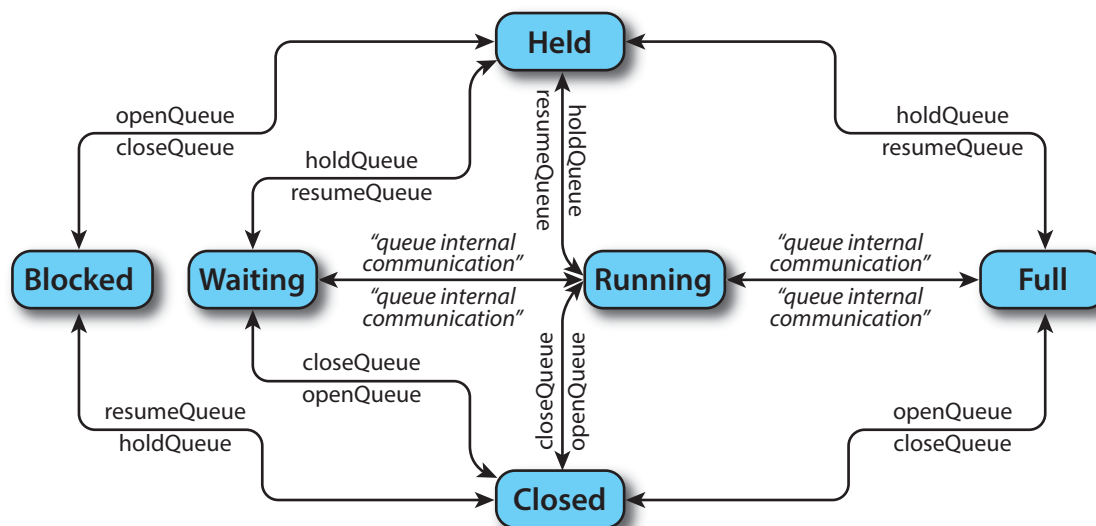 Held
openQueue
closeQueue
holdQueue
resumeQueue
holdQueue
resumeQueue
holdQueue
resumeQueue
Blocked
Waiting
“queue internal
communication”
“queue internal
communication”
Running
“queue internal
communication”
“queue internal
communication”
Full
closeQueue
openQueue
closeQueue
openQueue
resumeQueue
holdQueue
openQueue
closeQueue
Closed